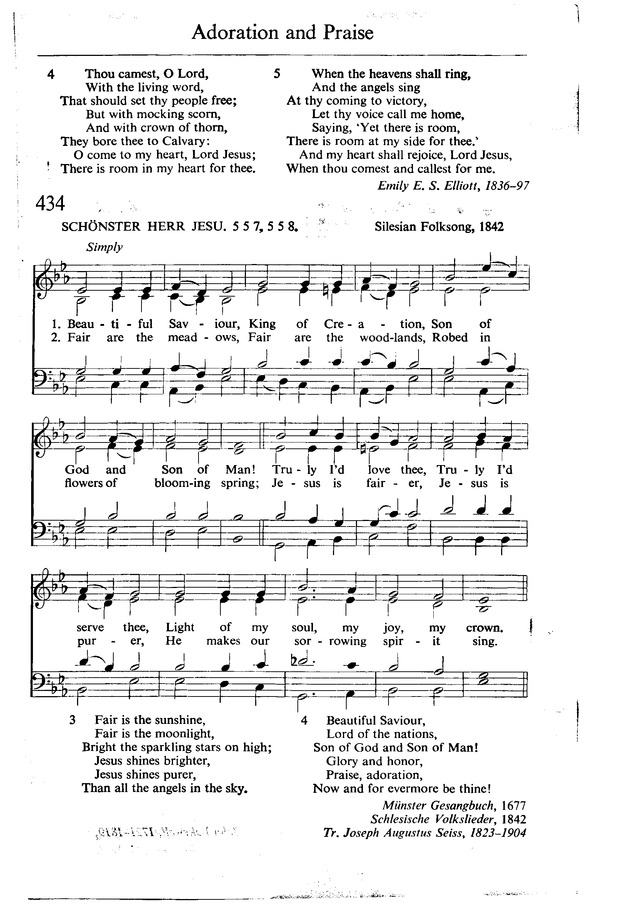 Adoration and Praise
4 Thou camest, O Lord,
With the living word,
That should set thy people free;
But with mocking scorn,
And with crown of thorn,
They bore thee to Calvary:
O come to my heart, Lord Jesus;
There is room in my heart for thee.
5 When the heavens shall ring,
And the angels sing
At thy coming to victory,
Let thy voice call me home,
Saying, ‘Yet there is room,
There is room at my side for thee.’
And my heart shall rejoice, Lord Jesus,
When thou comest and callest for me.
Emily E. S. Elliott, 1836–97
434
SCHÖNSTER HERR JESU. 5 5 7, 5 5 8. Silesian Folksong, 1842
Simply
1. Beau - ti - ful Sav - iour, King of Cre - a - tion, Son of
2. Fair are the mead - ows, Fair are the wood-lands, Robed in
God and Son of Man! Tru - ly I'd love thee, Tru - ly I'd
flowers of bloom-ing spring; Je - sus is fair - er, Je - sus is
serve thee, Light of my soul, my joy, my crown.
pur - er, He makes our sor - rowing spir - it sing.
3 Fair is the sunshine,
Fair is the moonlight,
Bright the sparkling stars on high;
Jesus shines brighter,
Jesus shines purer,
Than all the angels in the sky.
4 Beautiful Saviour,
Lord of the nations,
Son of God and Son of Man!
Glory and honor,
Praise, adoration,
Now and for evermore be thine!
Münster Gesangbuch, 1677
Schlesische Volkslieder, 1842
Tr. Joseph Augustus Seiss, 1823–1904